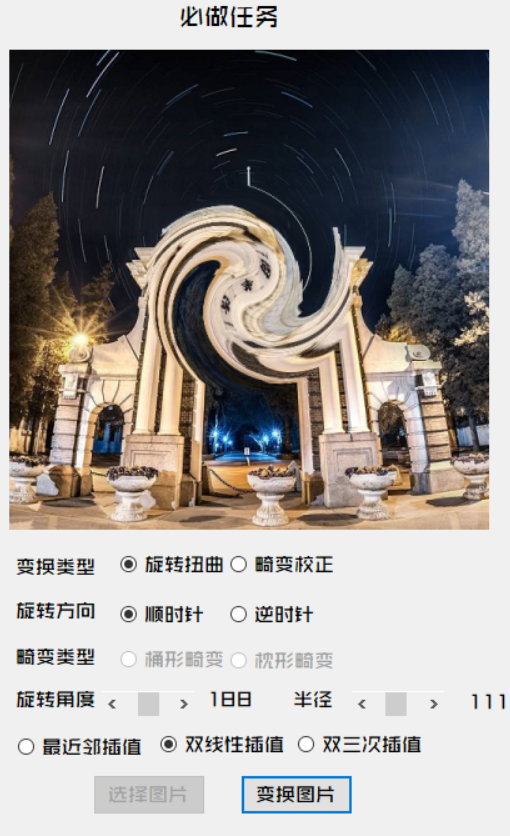 必做任务
变换类型 旋转扭曲 畸变校正
旋转方向 顺时针 逆时针
畸变类型 桶形畸变 枕形畸变
旋转角度 < > 188 半径 < > 111
最近邻插值 双线性插值 双三次插值
选择图片 变换图片